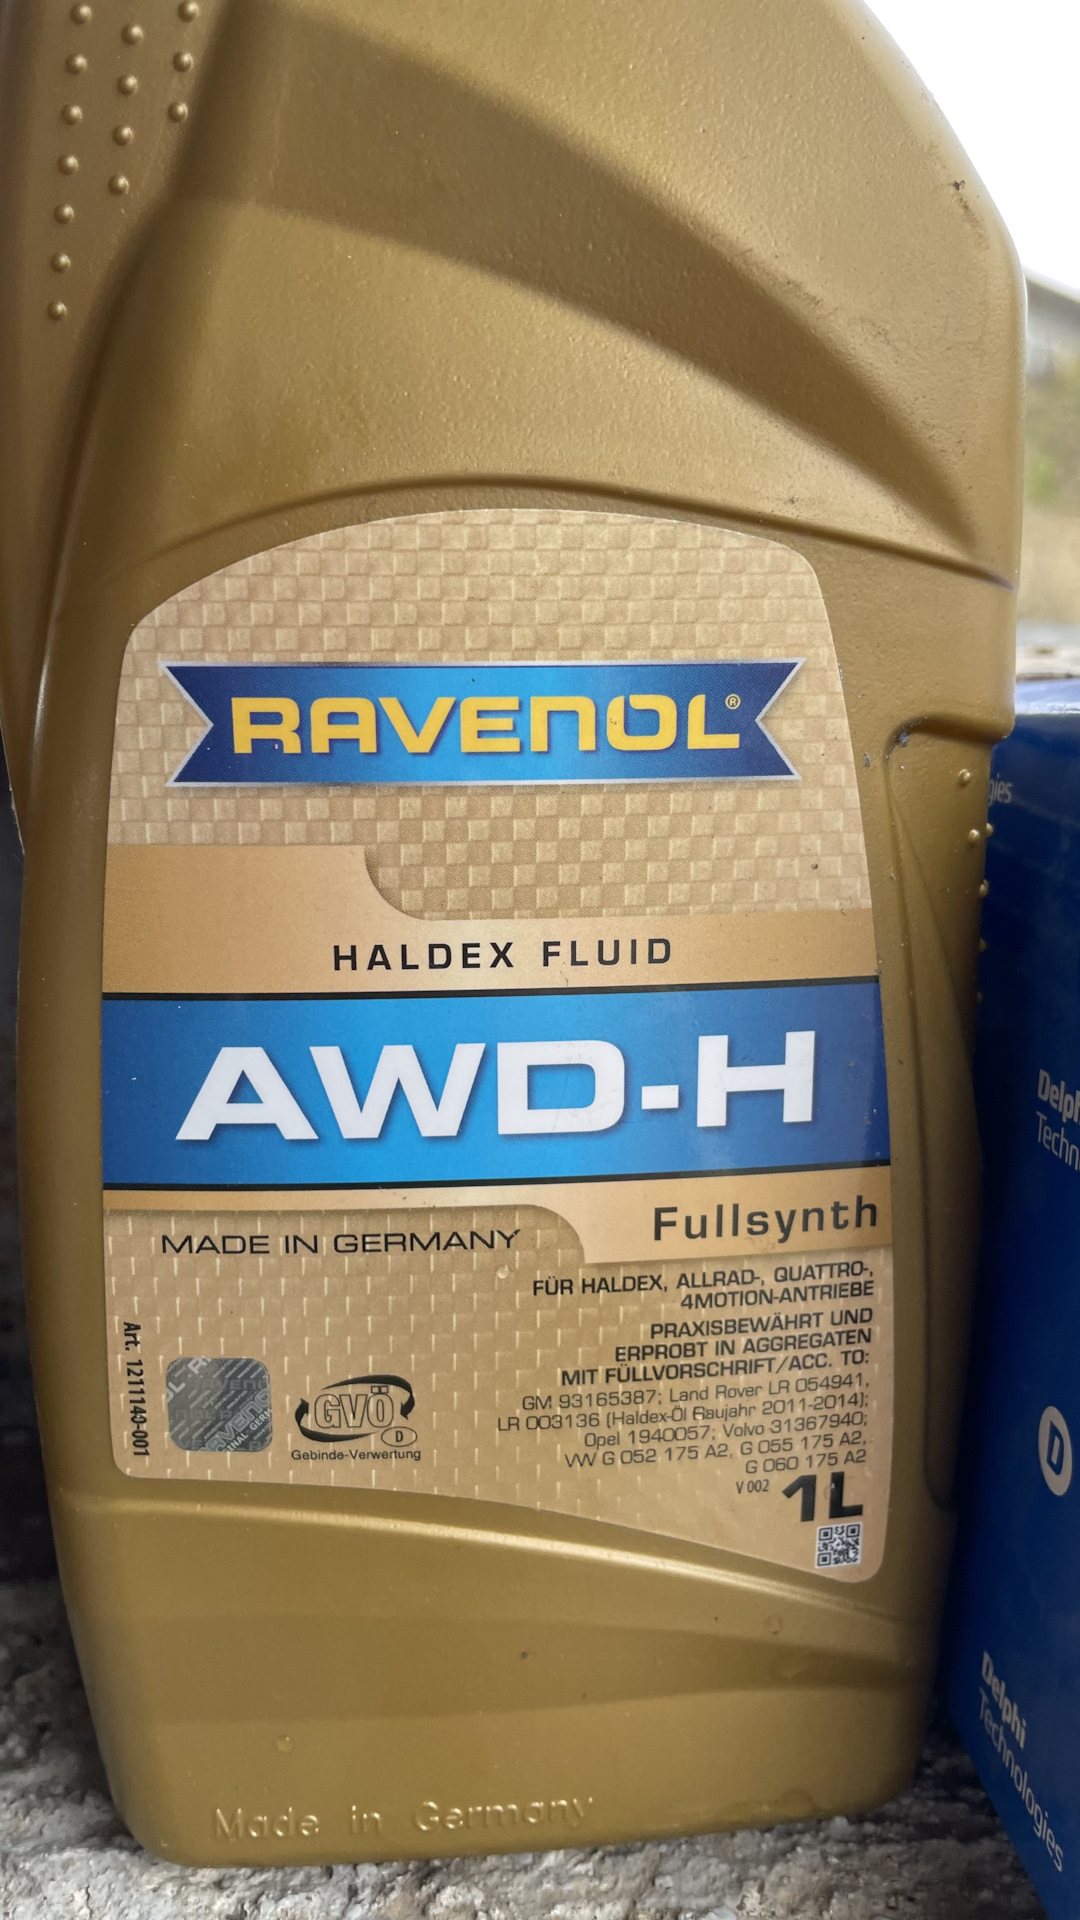 RAVENOL®
HALDEX FLUID
AWD-H
Fullsynth
MADE IN GERMANY
FÜR HALDEX, ALLRAD-, QUATTRO-,
4MOTION-ANTRIEBE
PRAXISBEWÄHRT UND
ERPROBT IN AGGREGATEN
MIT FÜLLVORSCHRIFT/ACC. TO:
GM 93165387; Land Rover LR 054941,
LR 003136 (Haldex-Öl Baujahr 2011-2014);
Opel 1940057; Volvo 31367940;
VW G 052 175 A2, G 055 175 A2,
G 060 175 A2
V 002
1L
Art. 1211140-001
GVÖ
D
Gebinde-Verwertung
Made in Germany
Delphi
Technologies